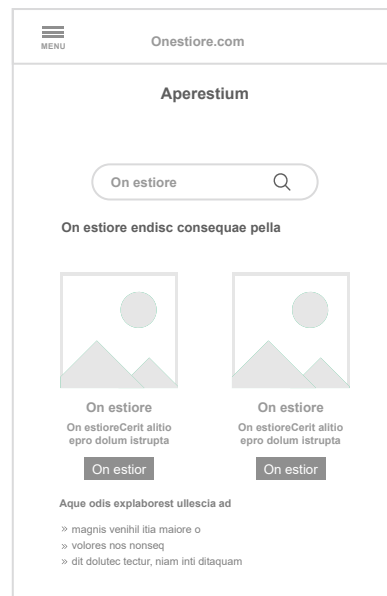 MENU
Onestiore.com
Aperestium
On estiore
On estiore endisc consequae pella
On estiore
On estioreCerit alitio
epro dolum istrupta
On estior
On estiore
On estioreCerit alitio
epro dolum istrupta
On estior
Aque odis explaborest ullescia ad
» magnis venihil itia maiore o
» volores nos nonseq
» dit dolutec tectur, niam inti ditaquam